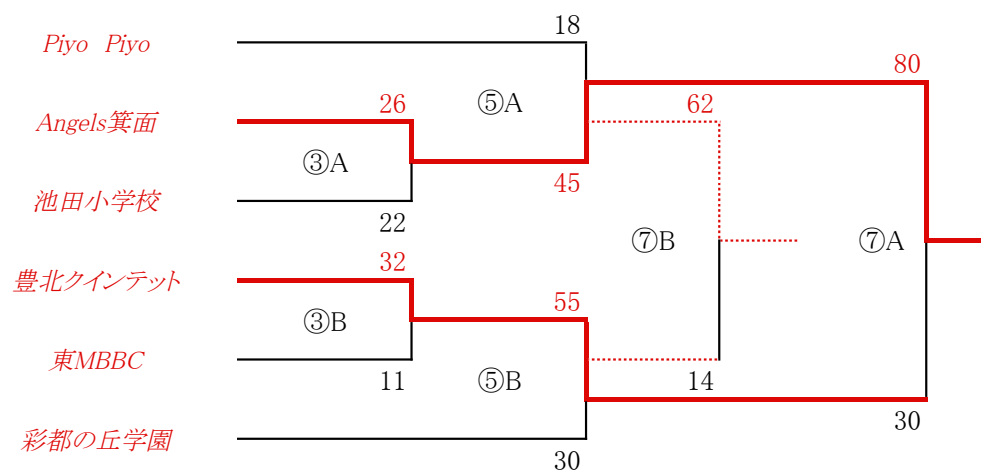 18
Piyo Piyo
80
⑤A
26
62
Angels箕面
③A
45
池田小学校
22
⑦B
⑦A
32
豊北クインテット
55
③B
東MBBC
11
⑤B
14
30
彩都の丘学園
30